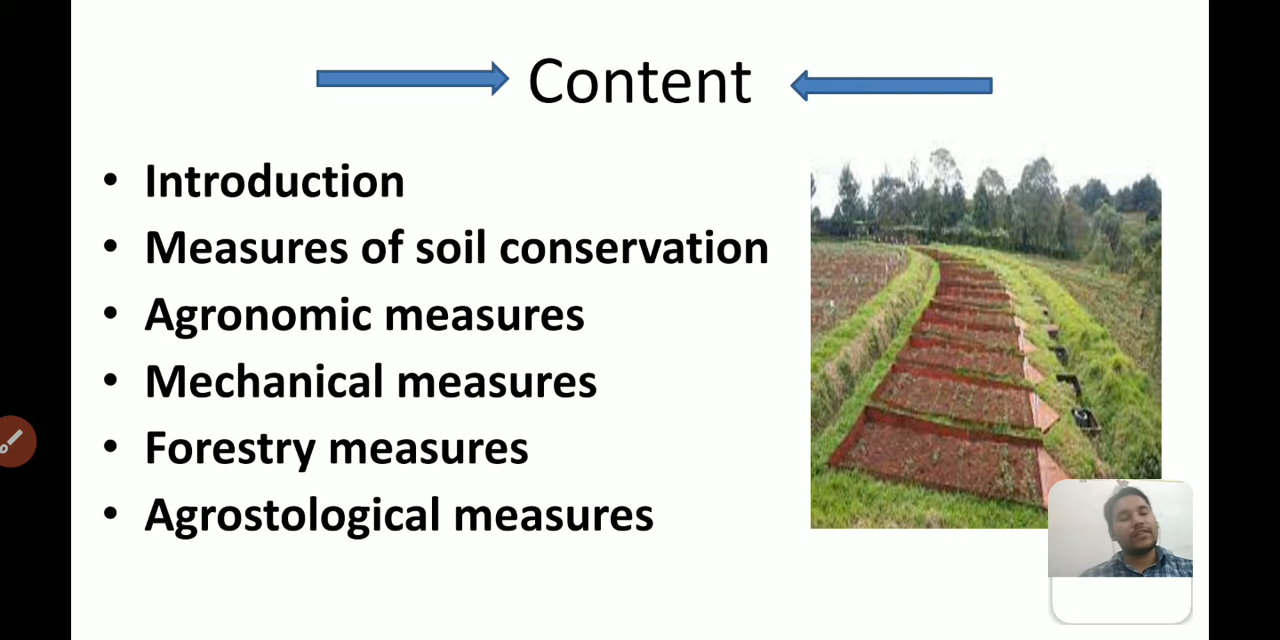 Content
• Introduction
• Measures of soil conservation
• Agronomic measures
• Mechanical measures
• Forestry measures
• Agrostological measures